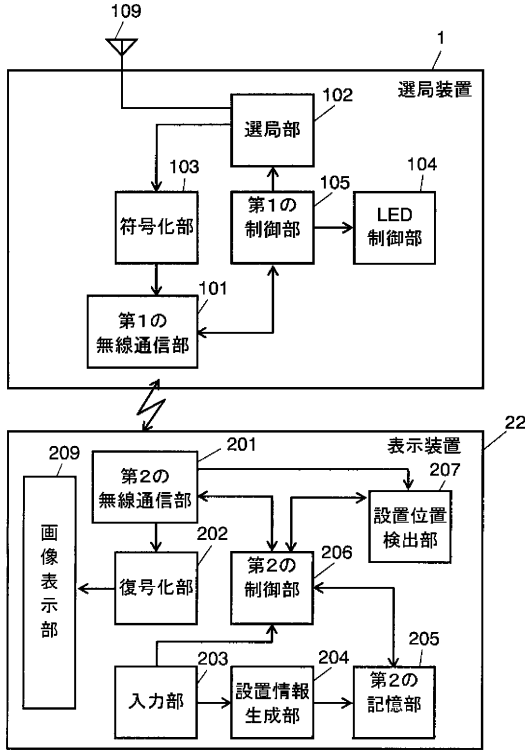 109
1
選局装置
102
選局部
103
符号化部
105
第1の
制御部
104
LED
制御部
101
第1の
無線通信部
22
表示装置
209
画像表示部
201
第2の
無線通信部
207
設置位置
検出部
202
復号化部
206
第2の
制御部
203
入力部
204
設置情報
生成部
205
第2の
記憶部